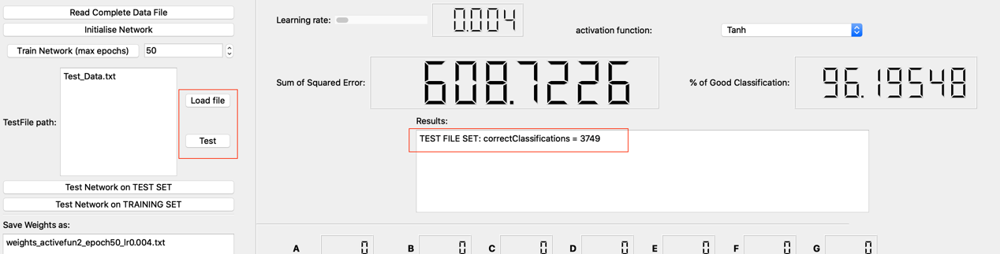 Read Complete Data File
Initialise Network
Train Network (max epochs) 50
Test_Data.txt
Load file
TestFile path:
Test
Test Network on TEST SET
Test Network on TRAINING SET
Save Weights as:
weights_activefun2_epoch50_lr0.004.txt
Learning rate: 0.004
activation function: Tanh
Sum of Squared Error: 608.7226
% of Good Classification: 96.19548
Results:
TEST FILE SET: correctClassifications = 3749
A 0 B 0 C 0 D 0 E 0 F 0 G 0